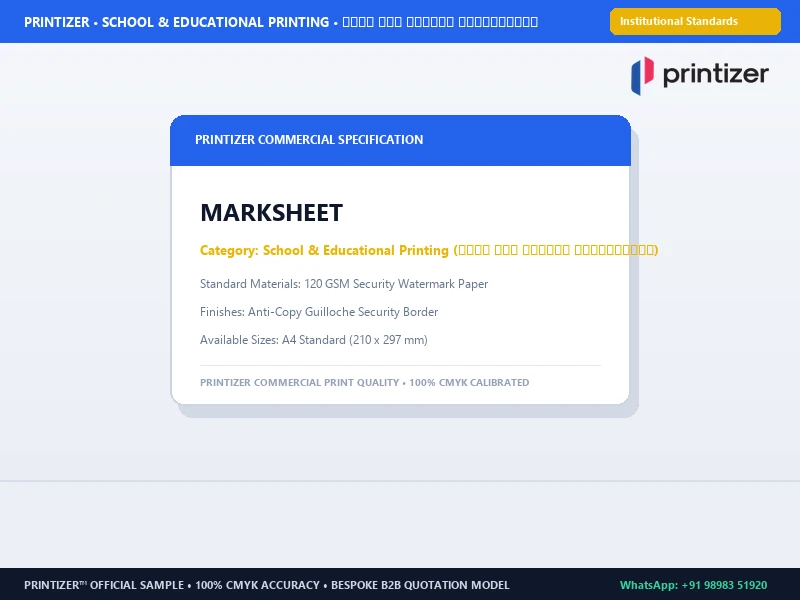 PRINTIZER • SCHOOL & EDUCATIONAL PRINTING •
Institutional Standards
printizer
PRINTIZER COMMERCIAL SPECIFICATION
MARKSHEET
Category: School & Educational Printing (
Standard Materials: 120 GSM Security Watermark Paper
Finishes: Anti-Copy Guilloche Security Border
Available Sizes: A4 Standard (210 x 297 mm)
PRINTIZER COMMERCIAL PRINT QUALITY • 100% CMYK CALIBRATED
PRINTIZER™ OFFICIAL SAMPLE • 100% CMYK ACCURACY • BESPOKE B2B QUOTATION MODEL
WhatsApp: +91 98983 51920